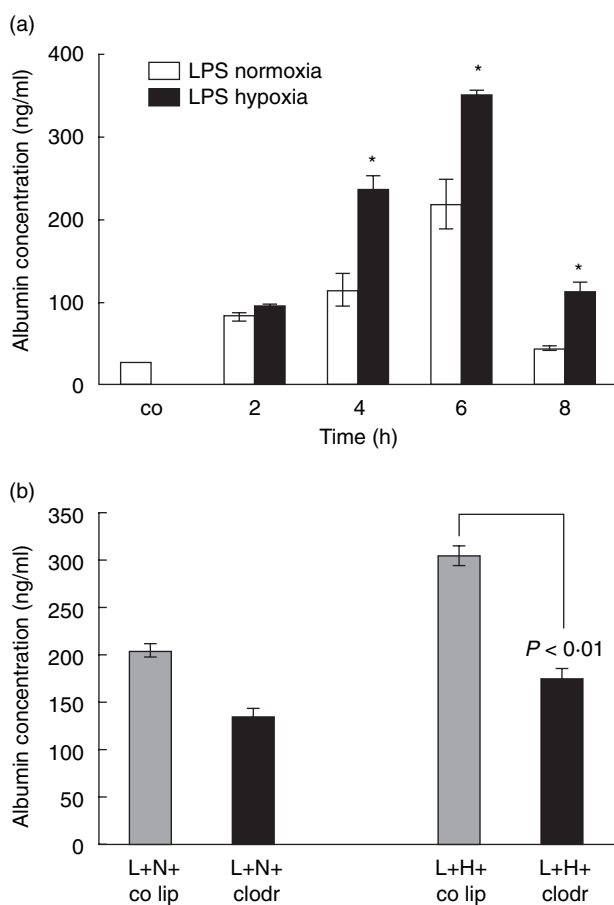 (a)
LPS normoxia
LPS hypoxia
Albumin concentration (ng/ml)
400
300
200
100
0
*
*
*
co
2
4
6
8
Time (h)
(b)
Albumin concentration (ng/ml)
350
300
250
200
150
100
50
0
P < 0·01
L+N+
co lip
L+N+
clodr
L+H+
co lip
L+H+
clodr